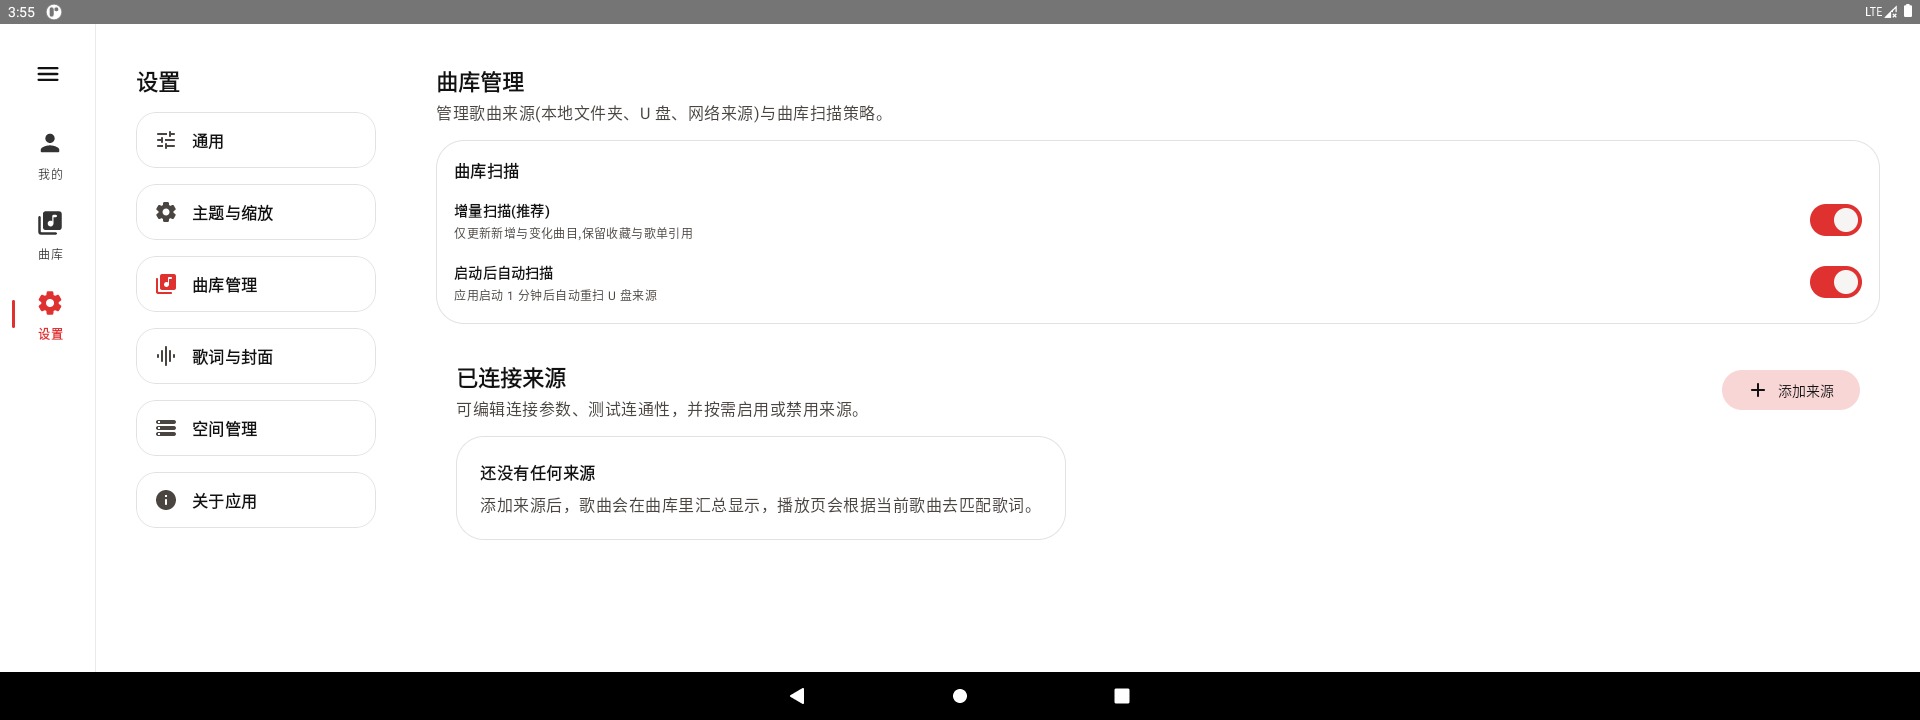 3:55
LTE
我的
曲库
设置
设置
通用
主题与缩放
曲库管理
歌词与封面
空间管理
关于应用
曲库管理
管理歌曲来源(本地文件夹、U 盘、网络来源)与曲库扫描策略。
曲库扫描
增量扫描(推荐)
仅更新新增与变化曲目,保留收藏与歌单引用
启动后自动扫描
应用启动 1 分钟后自动重扫 U 盘来源
已连接来源
可编辑连接参数、测试连通性，并按需启用或禁用来源。
添加来源
还没有任何来源
添加来源后，歌曲会在曲库里汇总显示，播放页会根据当前歌曲去匹配歌词。